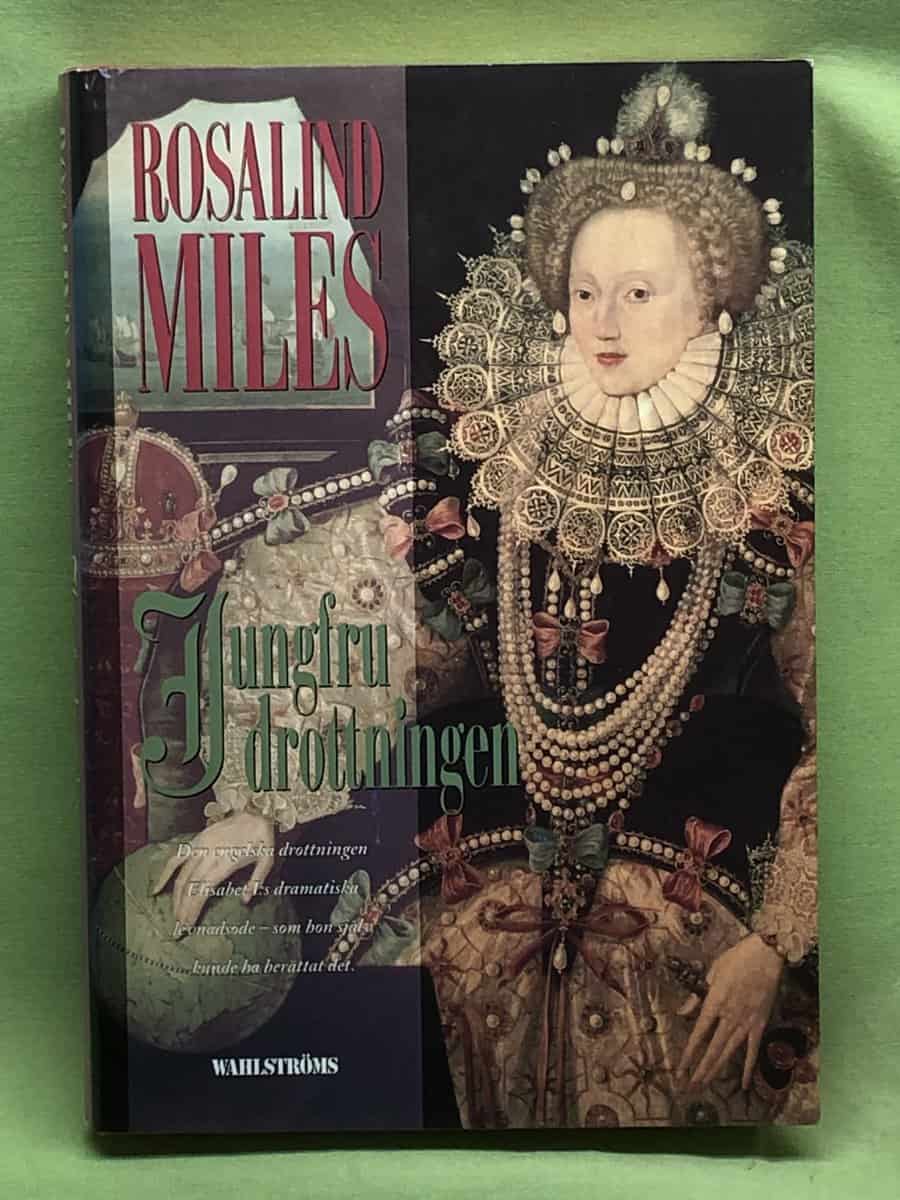 ROSALIND
MILES
Jungfru
drottningen
Den engelska drottningen
Elisabet I:s dramatiska
levnadsöde – som hon själv
kunde ha berättat det.
WAHLSTRÖMS